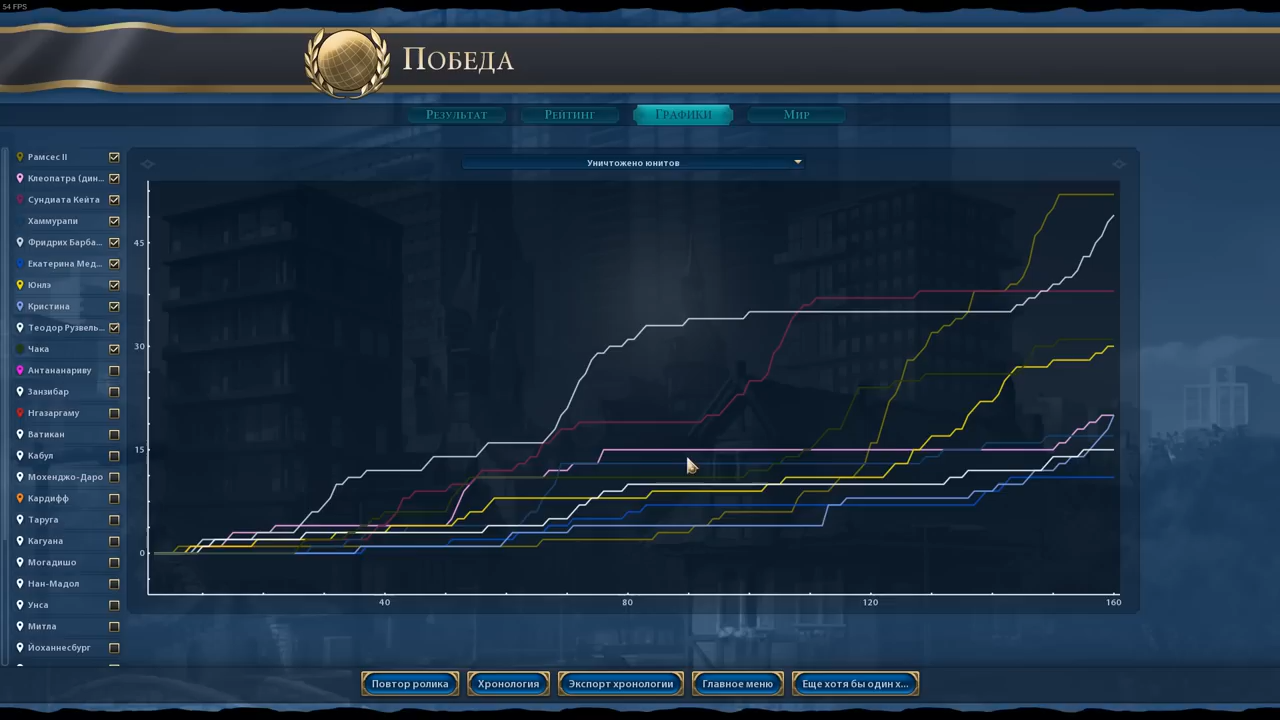 54 FPS
Победа
Результат
Рейтинг
Графики
Мир
Уничтожено юнитов
Рамсес II
Клеопатра (дин...
Сундиата Кейта
Хаммурапи
Фридрих Барба...
Екатерина Мед...
Юнлэ
Кристина
Теодор Рузвель...
Чака
Антананариву
Занзибар
Нгазаргаму
Ватикан
Кабул
Мохенджо-Даро
Кардифф
Таруга
Кагуана
Могадишо
Нан-Мадол
Унса
Митла
Йоханнесбург
45
30
15
0
40
80
120
160
Повтор ролика
Хронология
Экспорт хронологии
Главное меню
Еще хотя бы один х...